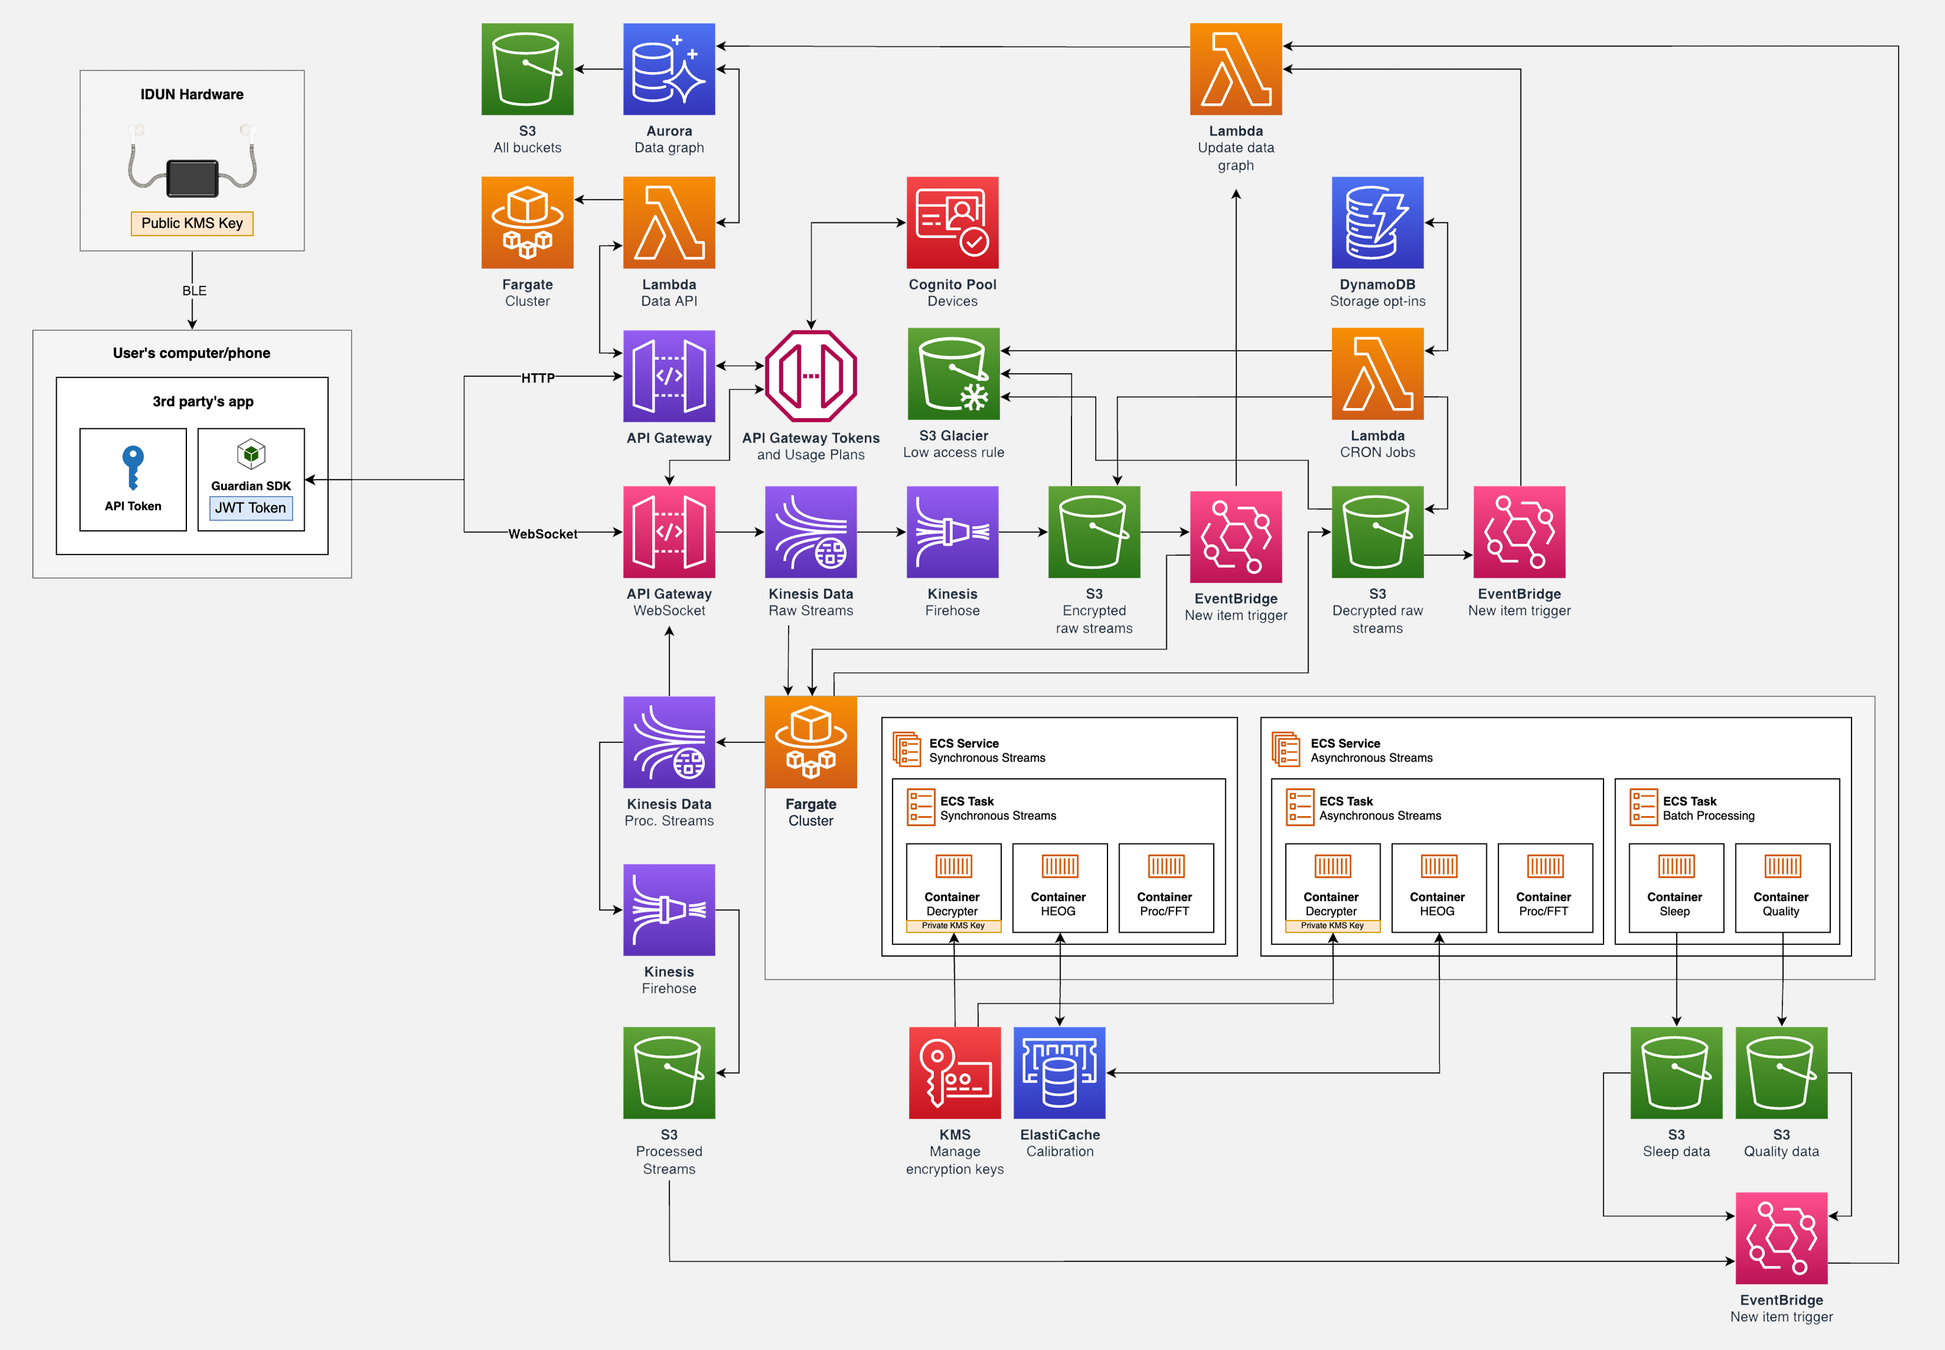 IDUN Hardware
Public KMS Key
BLE
User's computer/phone
3rd party's app
API Token
Guardian SDK
JWT Token
HTTP
WebSocket
S3
All buckets
Aurora
Data graph
Lambda
Update data
graph
Fargate
Cluster
Lambda
Data API
Cognito Pool
Devices
DynamoDB
Storage opt-ins
API Gateway
API Gateway Tokens
and Usage Plans
S3 Glacier
Low access rule
Lambda
CRON Jobs
API Gateway
WebSocket
Kinesis Data
Raw Streams
Kinesis
Firehose
S3
Encrypted
raw streams
EventBridge
New item trigger
S3
Decrypted raw
streams
EventBridge
New item trigger
Kinesis Data
Proc. Streams
Fargate
Cluster
ECS Service
Synchronous Streams
ECS Task
Synchronous Streams
Container
Decrypter
Private KMS Key
Container
HEOG
Container
Proc/FFT
ECS Service
Asynchronous Streams
ECS Task
Asynchronous Streams
Container
Decrypter
Private KMS Key
Container
HEOG
Container
Proc/FFT
ECS Task
Batch Processing
Container
Sleep
Container
Quality
Kinesis
Firehose
S3
Processed
Streams
KMS
Manage
encryption keys
ElastiCache
Calibration
S3
Sleep data
S3
Quality data
EventBridge
New item trigger